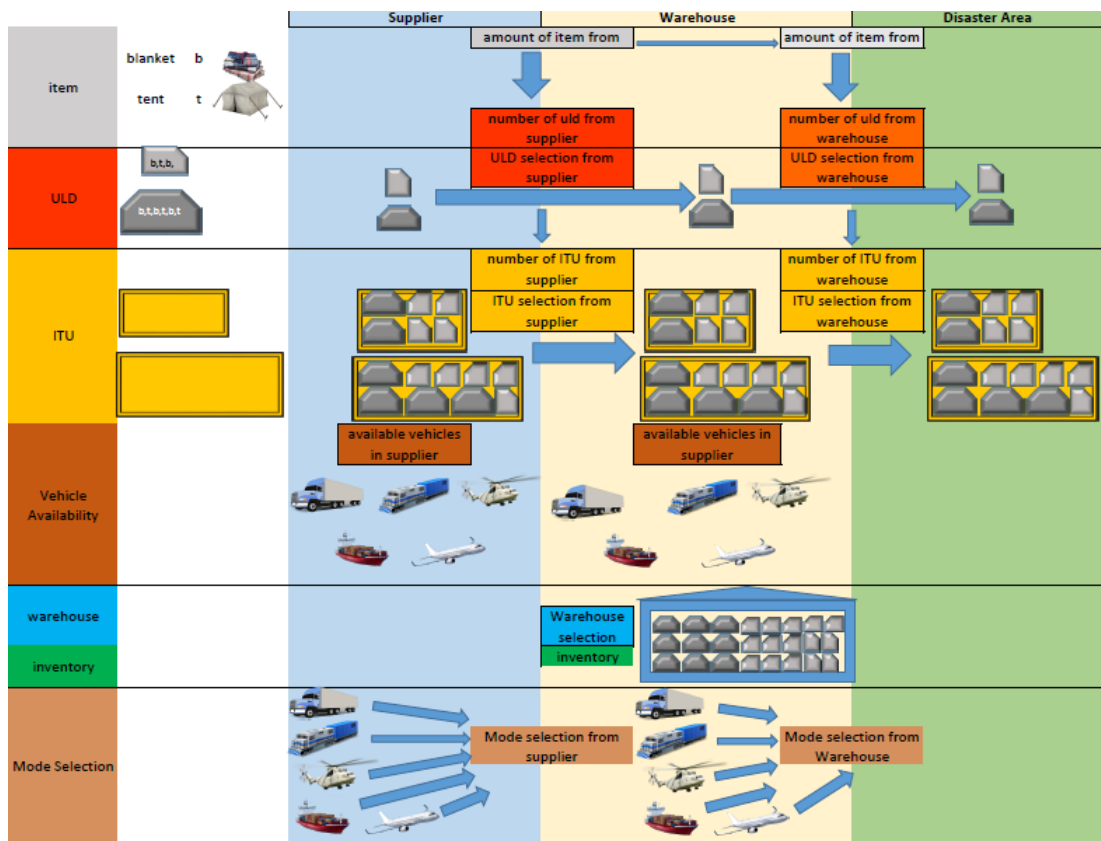 Supplier Warehouse Disaster Area
amount of item from amount of item from
blanket b
item
tent t
number of uld from
supplier
number of uld from
warehouse
ULD selection from
supplier
ULD selection from
warehouse
b,t,b,
ULD
b,t,b,t,b,t
number of ITU from
supplier
number of ITU from
warehouse
ITU selection from
supplier
ITU selection from
warehouse
ITU
available vehicles
in supplier
available vehicles in
supplier
Vehicle
Availability
warehouse
Warehouse
selection
inventory
inventory
Mode Selection
Mode selection from
supplier
Mode selection from
Warehouse